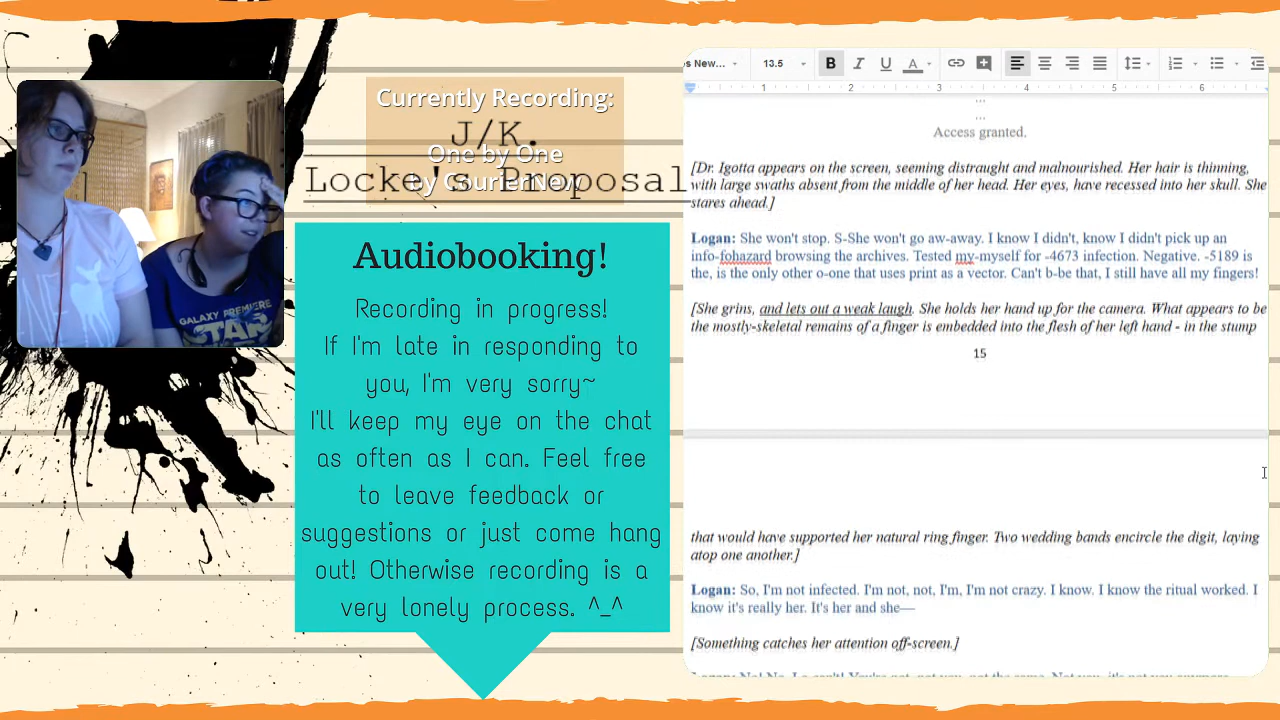 Currently Recording:
J/K.
One by One
Locke's Proposal
by CourierNew
Audiobooking!
Recording in progress!
If I'm late in responding to
you, I'm very sorry~
I'll keep my eye on the chat
as often as I can. Feel free
to leave feedback or
suggestions or just come hang
out! Otherwise recording is a
very lonely process. ^_^
GALAXY PREMIERE
STAR
s New... 13.5 B I U A
1 2 3 4 5 6
...
...
Access granted.
[Dr. Igotta appears on the screen, seeming distraught and malnourished. Her hair is thinning,
with large swaths absent from the middle of her head. Her eyes, have recessed into her skull. She
stares ahead.]
Logan: She won't stop. S-She won't go aw-away. I know I didn't, know I didn't pick up an
info-fohazard browsing the archives. Tested my-myself for -4673 infection. Negative. -5189 is
the, is the only other o-one that uses print as a vector. Can't b-be that, I still have all my fingers!
[She grins, and lets out a weak laugh. She holds her hand up for the camera. What appears to be
the mostly-skeletal remains of a finger is embedded into the flesh of her left hand - in the stump
15
that would have supported her natural ring finger. Two wedding bands encircle the digit, laying
atop one another.]
Logan: So, I'm not infected. I'm not, not, I'm, I'm not crazy. I know. I know the ritual worked. I
know it's really her. It's her and she—
[Something catches her attention off-screen.]